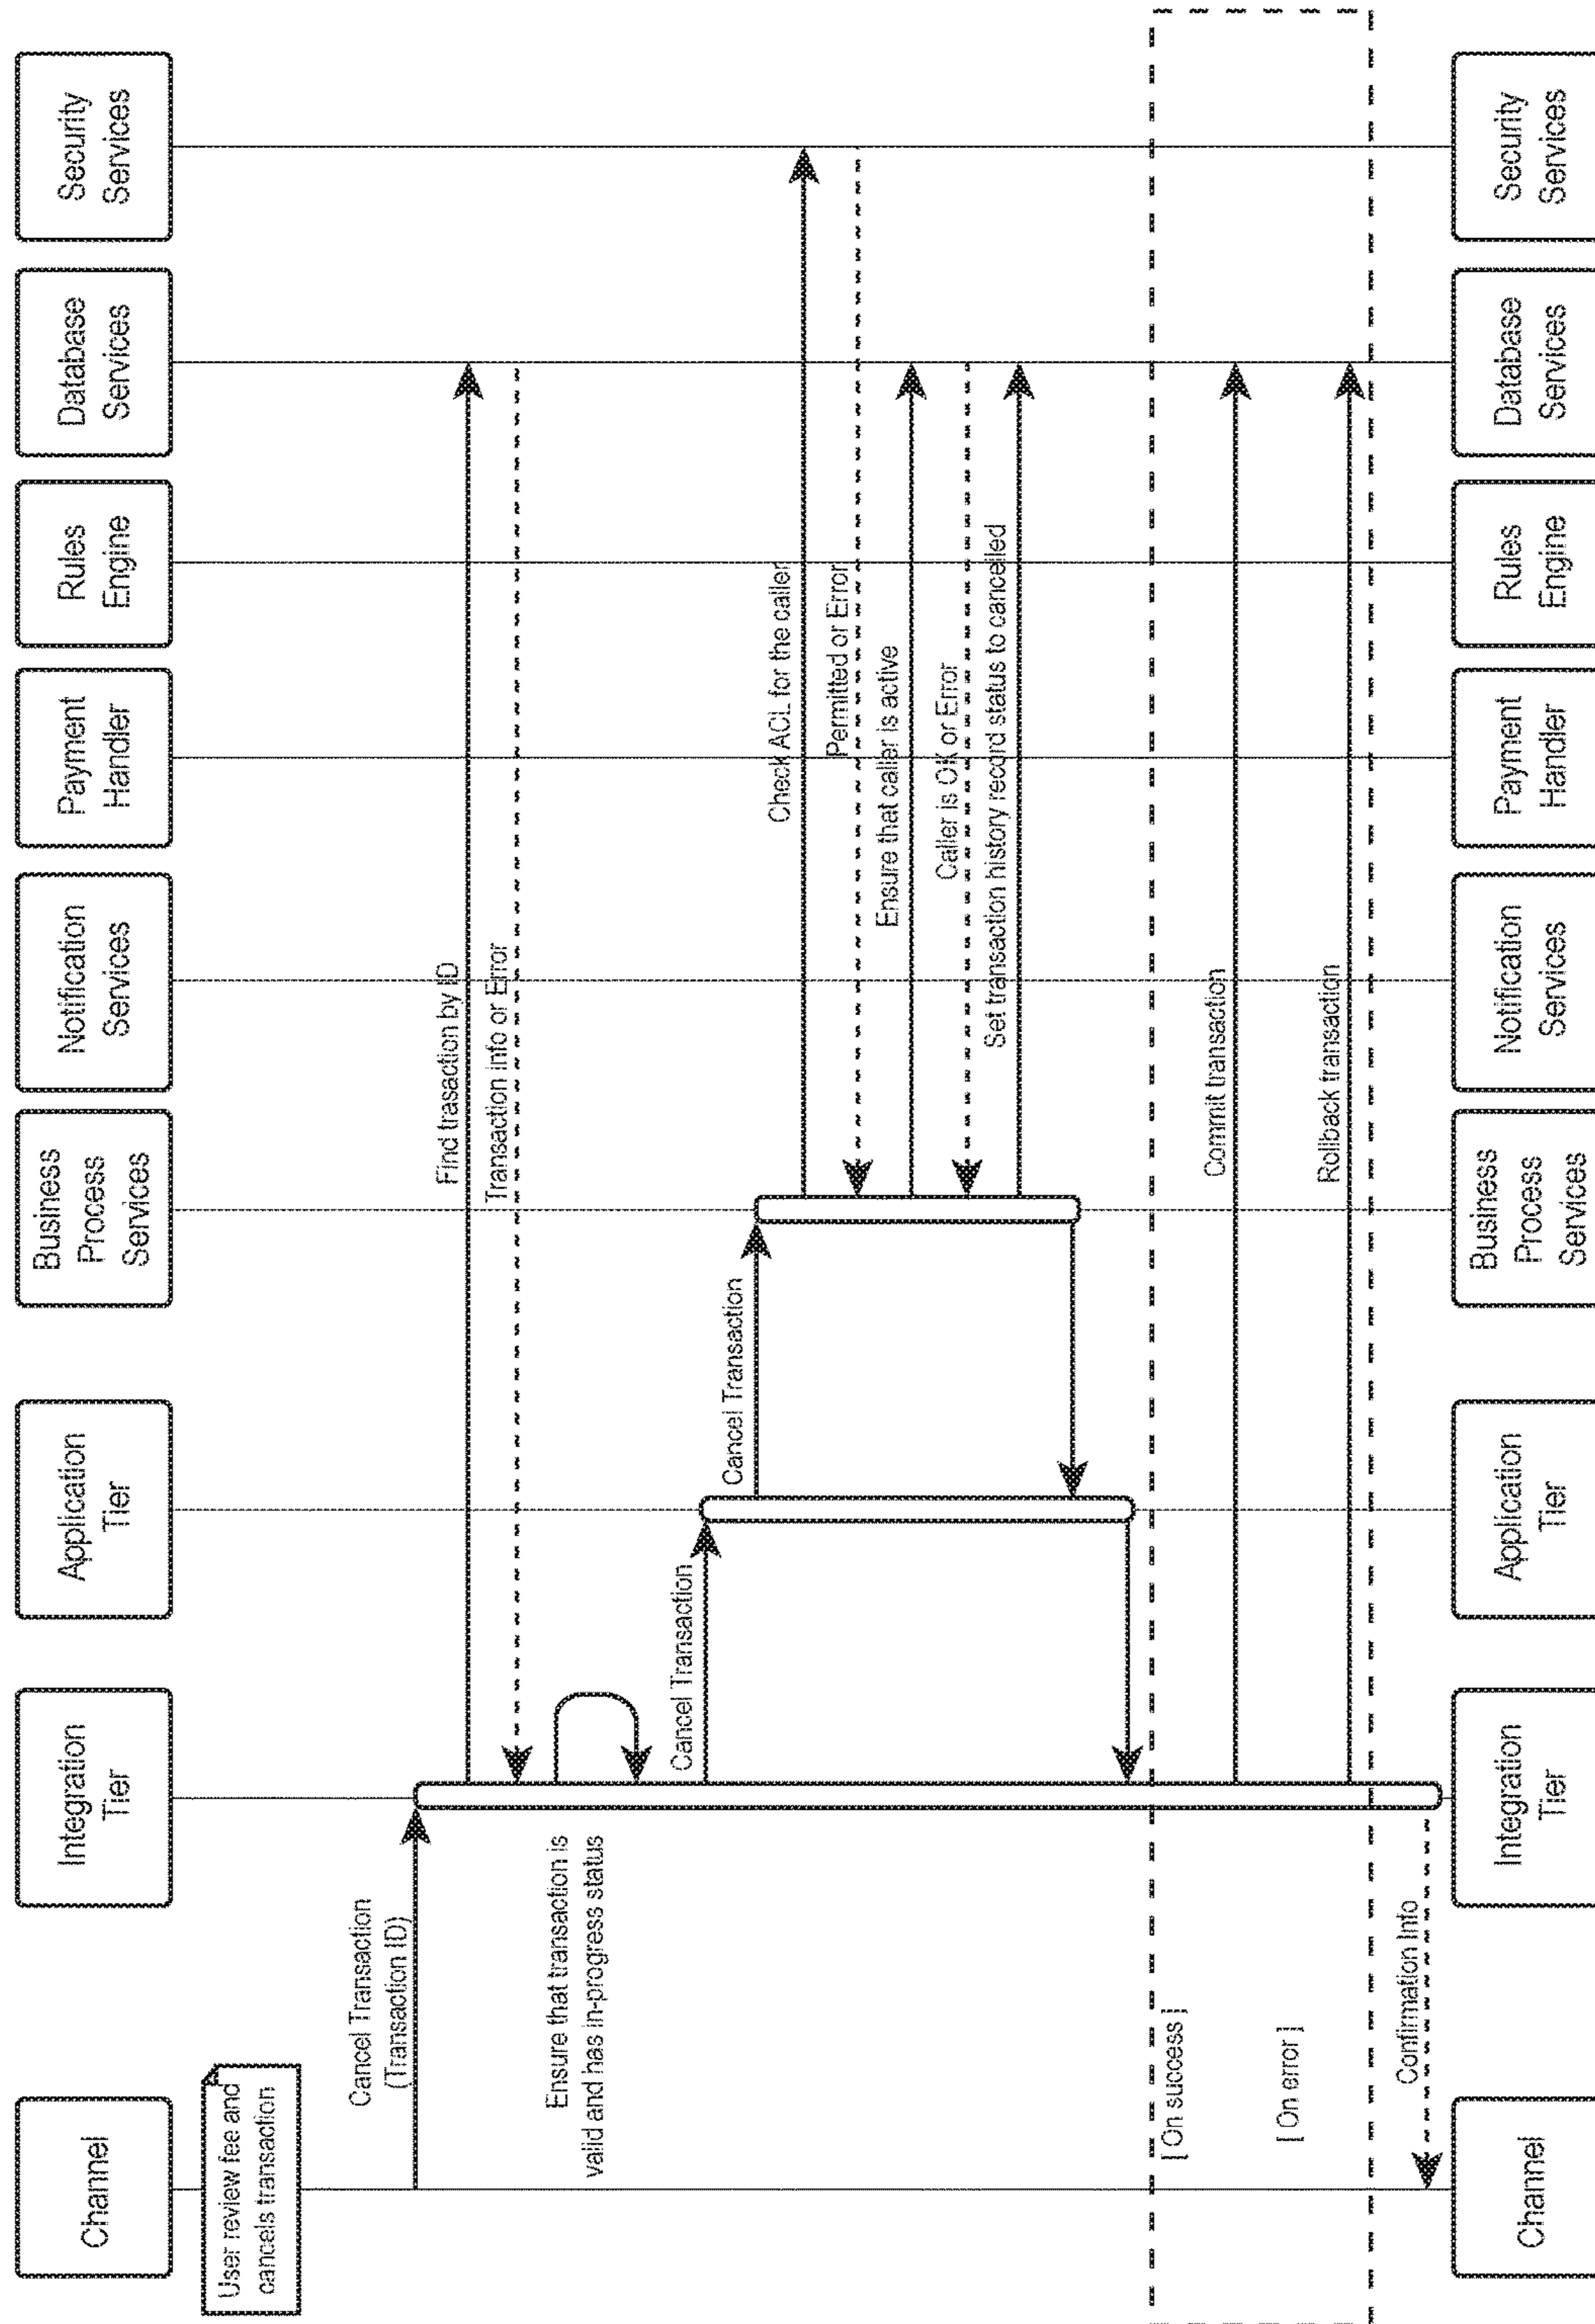 Channel
Integration
Tier
Application
Tier
Business
Process
Services
Notification
Services
Payment
Handler
Rules
Engine
Database
Services
Security
Services
User review fee and
cancels transaction
Cancel Transaction
(Transaction ID)
Find trasaction by ID
Transaction info or Error
Ensure that transaction is
valid and has in-progress status
Cancel Transaction
Cancel Transaction
Check ACL for the caller
Permitted or Error
Ensure that caller is active
Caller is OK or Error
Set transaction history record status to cancelled
[ On success ]
Commit transaction
[ On error ]
Rollback transaction
Confirmation Into
Channel
Integration
Tier
Application
Tier
Business
Process
Services
Notification
Services
Payment
Handler
Rules
Engine
Database
Services
Security
Services